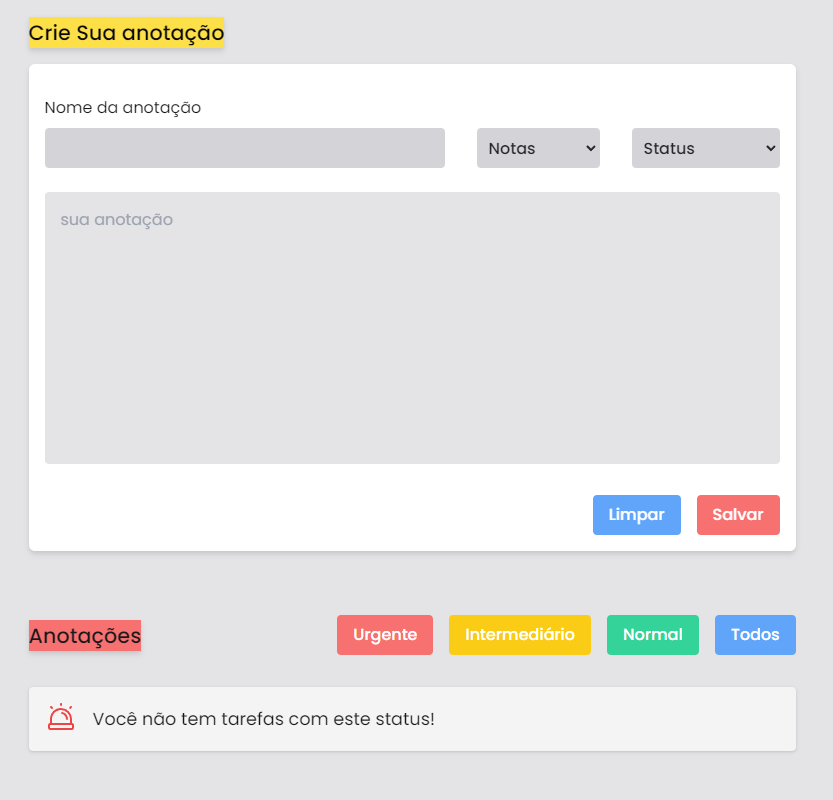 Crie Sua anotação
Nome da anotação
Notas
Status
sua anotação
Limpar
Salvar
Anotações
Urgente
Intermediário
Normal
Todos
Você não tem tarefas com este status!